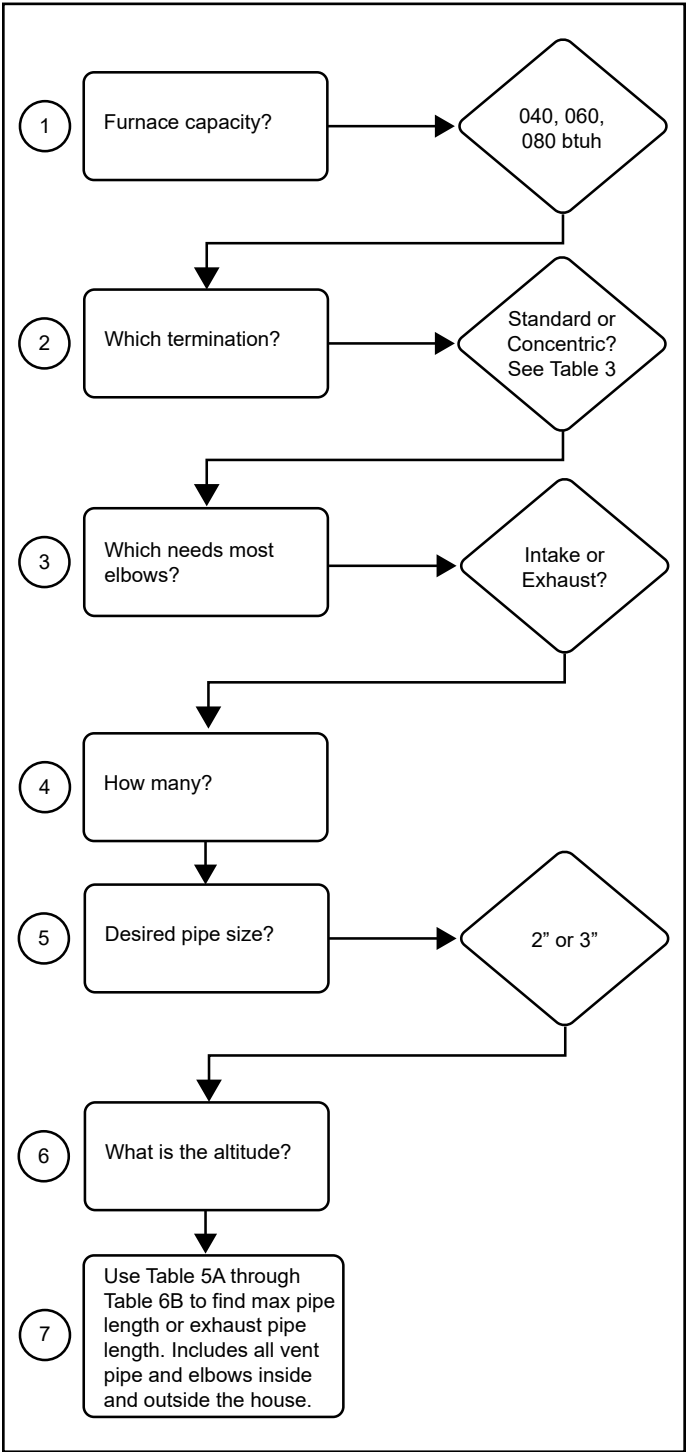 1
Furnace capacity?
040, 060,
080 btuh
2
Which termination?
Standard or
Concentric?
See Table 3
3
Which needs most
elbows?
Intake or
Exhaust?
4
How many?
5
Desired pipe size?
2” or 3”
6
What is the altitude?
7
Use Table 5A through
Table 6B to find max pipe
length or exhaust pipe
length. Includes all vent
pipe and elbows inside
and outside the house.